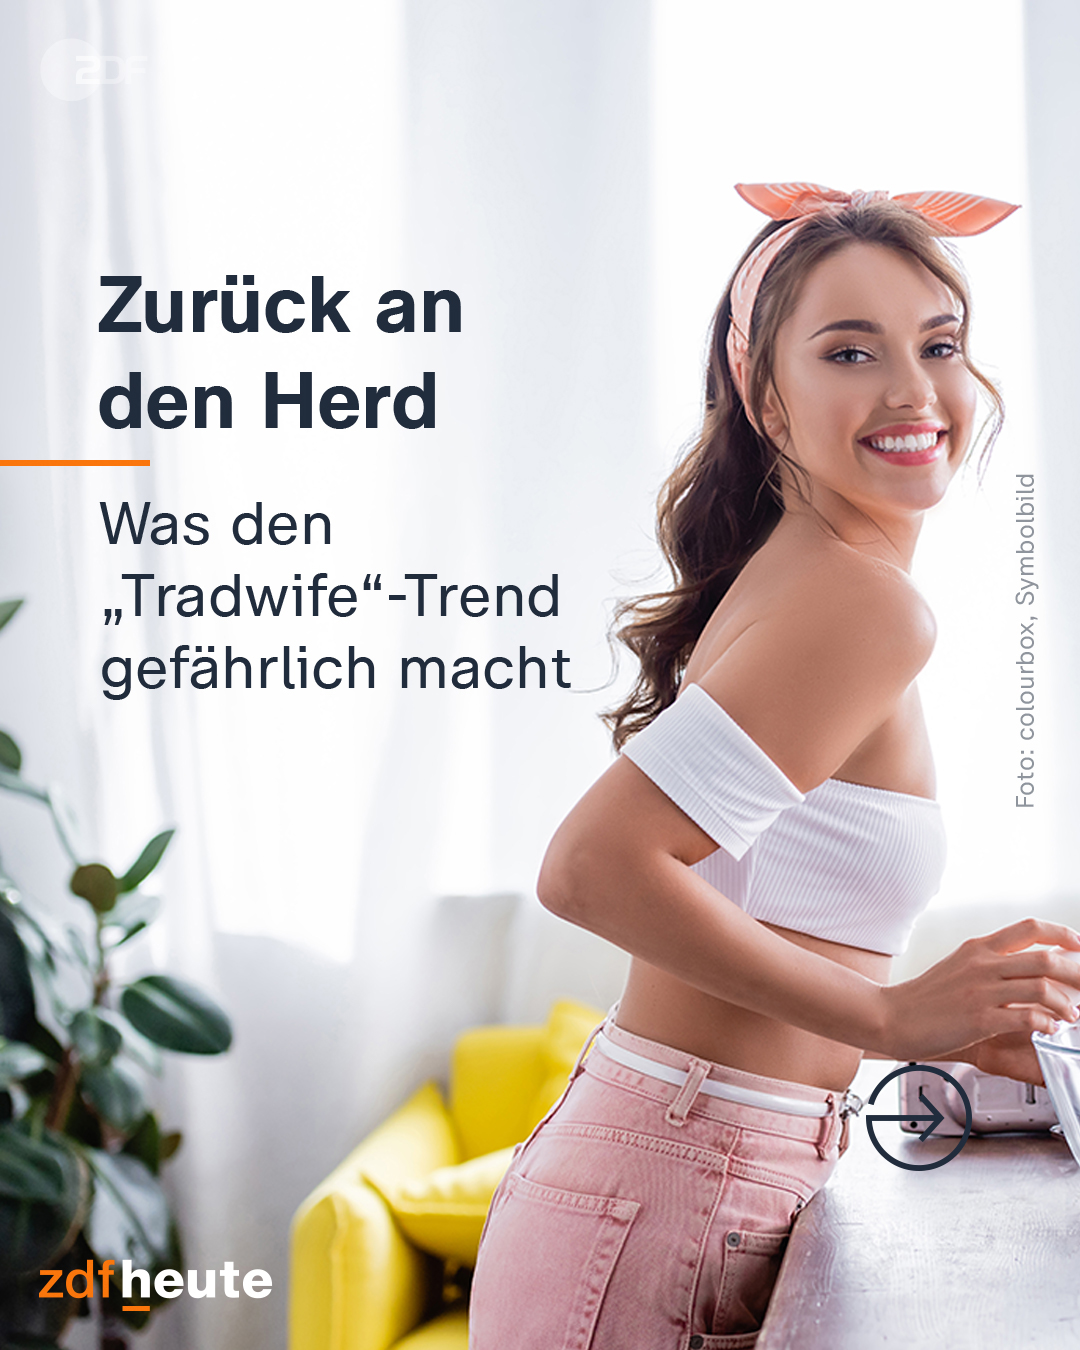 ZDF
Zurück an
den Herd
Was den
„Tradwife“-Trend
gefährlich macht
Foto: colourbox, Symbolbild
zdfheute